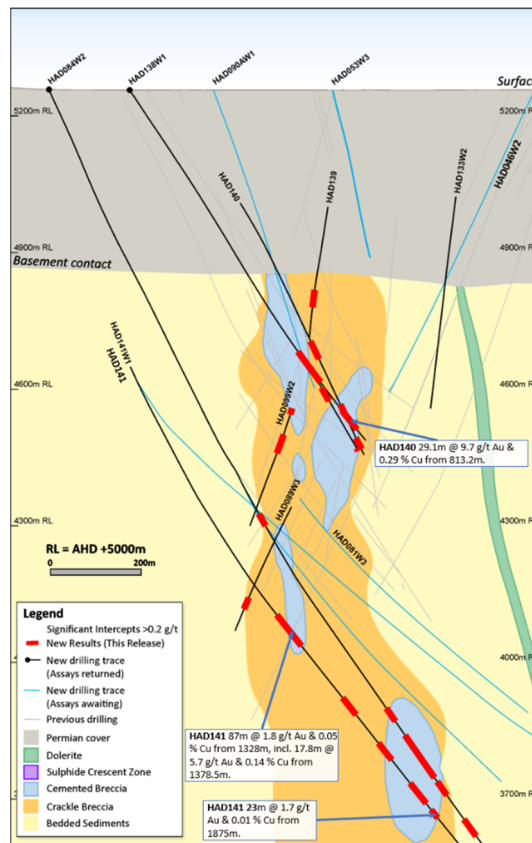 HAD084W2
HAD138W1
HAD090AW1
HAD053W3
Surfac
5200m RL
5200m RL
HAD140
HAD139
HAD133W2
HAD046W2
4900m RL
4900m RL
Basement contact
HAD141W1
HAD141
4600m RL
4600m RL
HAD099W2
HAD140 29.1m @ 9.7 g/t Au &
0.29 % Cu from 813.2m.
HAD089W3
4300m RL
4300m RL
HAD081W3
RL = AHD +5000m
0
200m
Legend
Significant Intercepts >0.2 g/t
New Results (This Release)
New drilling trace
(Assays returned)
New drilling trace
(Assays awaiting)
Previous drilling
Permian cover
Dolerite
Sulphide Crescent Zone
Cemented Breccia
Crackle Breccia
Bedded Sediments
400
4000m RL
HAD141 87m @ 1.8 g/t Au & 0.05
% Cu from 1328m, incl. 17.8m @
5.7 g/t Au & 0.14 % Cu from
1378.5m.
370
3700m RL
HAD141 23m @ 1.7 g/t
Au & 0.01 % Cu from
1875m.